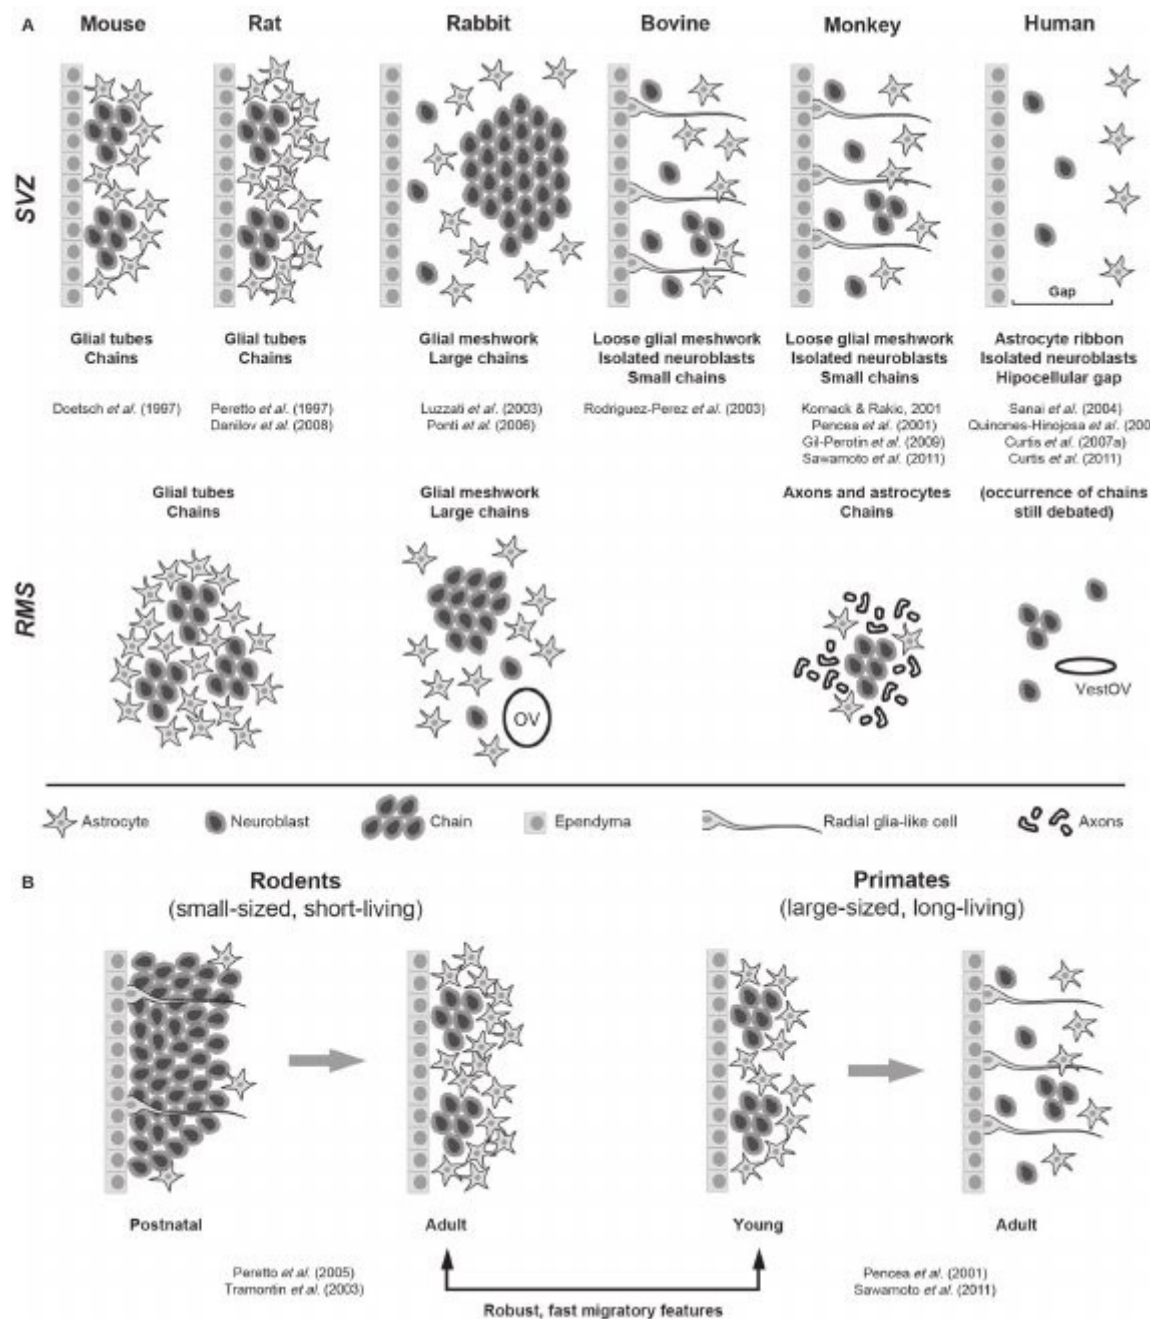 A
Mouse
Rat
Rabbit
Bovine
Monkey
Human
SVZ
Gap
Glial tubes
Chains
Glial tubes
Chains
Glial meshwork
Large chains
Loose glial meshwork
Isolated neuroblasts
Small chains
Loose glial meshwork
Isolated neuroblasts
Small chains
Astrocyte ribbon
Isolated neuroblasts
Hipocellular gap
Doetsch et al. (1997)
Peretto et al. (1997)
Danilov et al. (2008)
Luzzati et al. (2003)
Ponti et al. (2006)
Rodriguez-Perez et al. (2003)
Kornack & Rakic, 2001
Pencea et al. (2001)
Gil-Perotin et al. (2009)
Sawamoto et al. (2011)
Sanai et al. (2004)
Quinones-Hinojosa et al. (200
Curtis et al. (2007a)
Curtis et al. (2011)
Glial tubes
Chains
Glial meshwork
Large chains
Axons and astrocytes
Chains
(occurrence of chains
still debated)
RMS
OV
VestOV
Astrocyte
Neuroblast
Chain
Ependyma
Radial glia-like cell
Axons
B
Rodents
(small-sized, short-living)
Primates
(large-sized, long-living)
Postnatal
Adult
Young
Adult
Peretto et al. (2005)
Tramontin et al. (2003)
Pencea et al. (2001)
Sawamoto et al. (2011)
Robust, fast migratory features